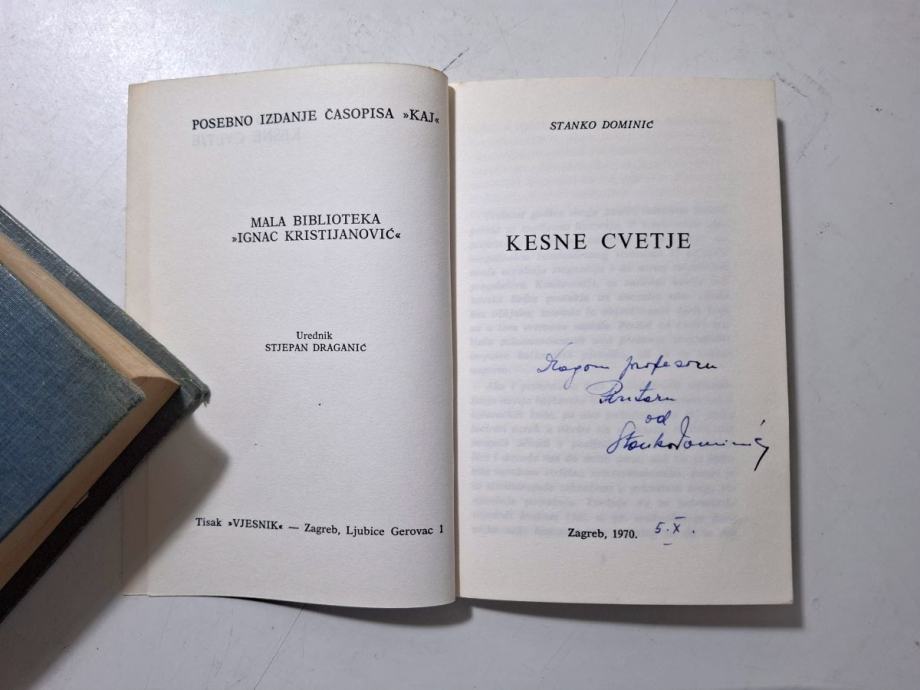 POSEBNO IZDANJE ČASOPISA »KAJ«
MALA BIBLIOTEKA
»IGNAC KRISTIJANOVIĆ«
Urednik
STJEPAN DRAGANIĆ
Tisak »VJESNIK« — Zagreb, Ljubice Gerovac 1
STANKO DOMINIĆ
KESNE CVETJE
Dragom profesoru
od
Stanko Dominić
Zagreb, 1970. 5. X.